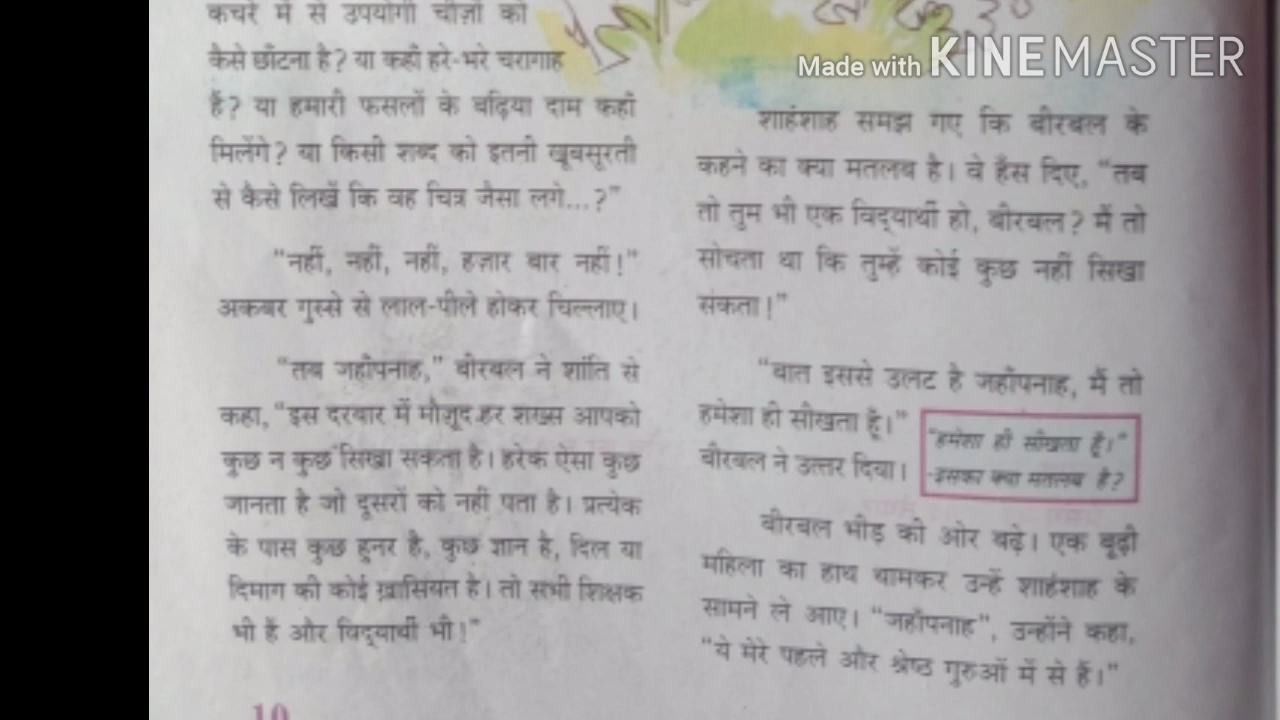 कचरे में से उपयोगी चीज़ों को
कैसे छाँटना है? या कहाँ हरे-भरे चरागाह
हैं? या हमारी फसलों के बढ़िया दाम कहाँ
मिलेंगे? या किसी शब्द को इतनी खूबसूरती
से कैसे लिखें कि वह चित्र जैसा लगे...?"
"नहीं, नहीं, नहीं, हज़ार बार नहीं!"
अकबर गुस्से से लाल-पीले होकर चिल्लाए।
"तब जहाँपनाह," बीरबल ने शांति से
कहा, "इस दरबार में मौजूद हर शख्स आपको
कुछ न कुछ सिखा सकता है। हरेक ऐसा कुछ
जानता है जो दूसरों को नहीं पता है। प्रत्येक
के पास कुछ हुनर है, कुछ ज्ञान है, दिल या
दिमाग की कोई ख़ासियत है। तो सभी शिक्षक
भी हैं और विद्यार्थी भी!"
10
Made with KINEMASTER
शाहंशाह समझ गए कि बीरबल के
कहने का क्या मतलब है। वे हँस दिए, "तब
तो तुम भी एक विद्यार्थी हो, बीरबल? मैं तो
सोचता था कि तुम्हें कोई कुछ नहीं सिखा
सकता!"
"बात इससे उलट है जहाँपनाह, मैं तो
हमेशा ही सीखता हूँ।"
बीरबल ने उत्तर दिया।
"हमेशा ही सीखता हूँ।"
-इसका क्या मतलब है?
बीरबल भीड़ की ओर बढ़े। एक बूढ़ी
महिला का हाथ थामकर उन्हें शाहंशाह के
सामने ले आए। "जहाँपनाह", उन्होंने कहा,
"ये मेरे पहले और श्रेष्ठ गुरुओं में से हैं।"